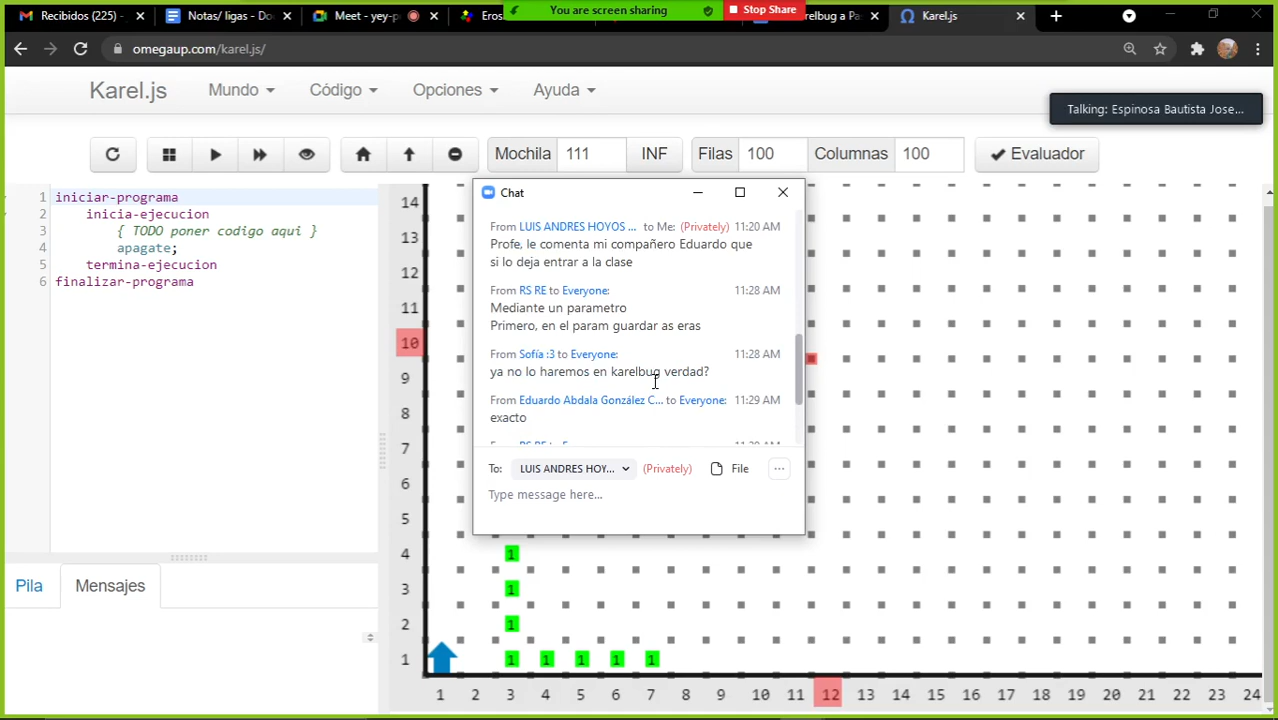 You are screen sharing
Stop Share
Recibidos (225) -
Notas/ ligas - Do
Meet - yey-p
Eros
elbug a Pa
Karel.js
omegaup.com/karel.js/
Karel.js
Mundo
Código
Opciones
Ayuda
Talking: Espinosa Bautista Jose...
Mochila
111
INF
Filas
100
Columnas
100
Evaluador
1 iniciar-programa
2 inicia-ejecucion
3 { TODO poner codigo aqui }
4 apagate;
5 termina-ejecucion
6 finalizar-programa
Chat
From LUIS ANDRES HOYOS ... to Me: (Privately) 11:20 AM
Profe, le comenta mi compañero Eduardo que
si lo deja entrar a la clase
From RS RE to Everyone: 11:28 AM
Mediante un parametro
Primero, en el param guardar as eras
From Sofía :3 to Everyone: 11:28 AM
ya no lo haremos en karelbug verdad?
From Eduardo Abdala González C... to Everyone: 11:29 AM
exacto
To: LUIS ANDRES HOY... (Privately) File ...
Type message here...
Pila
Mensajes
14
13
12
11
10
9
8
7
6
5
4 1
3 1
2 1
1 1 1 1 1 1
1 2 3 4 5 6 7 8 9 10 11 12 13 14 15 16 17 18 19 20 21 22 23 24